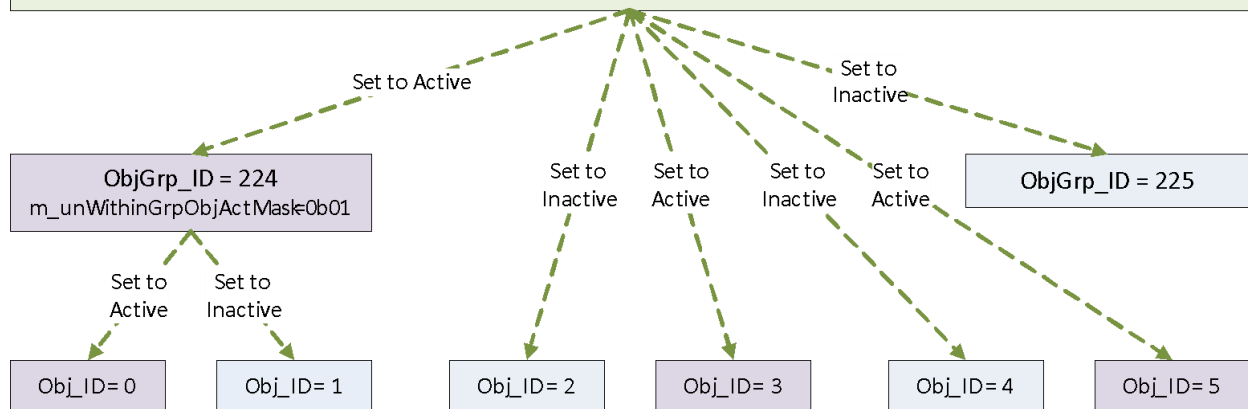 Set to Active
Set to
Inactive
ObjGrp_ID = 224
m_unWithinGrpObjActMask=0b01
Set to
Inactive
Set to
Active
Set to
Inactive
Set to
Active
ObjGrp_ID = 225
Set to
Active
Set to
Inactive
Obj_ID= 0
Obj_ID= 1
Obj_ID= 2
Obj_ID= 3
Obj_ID= 4
Obj_ID= 5